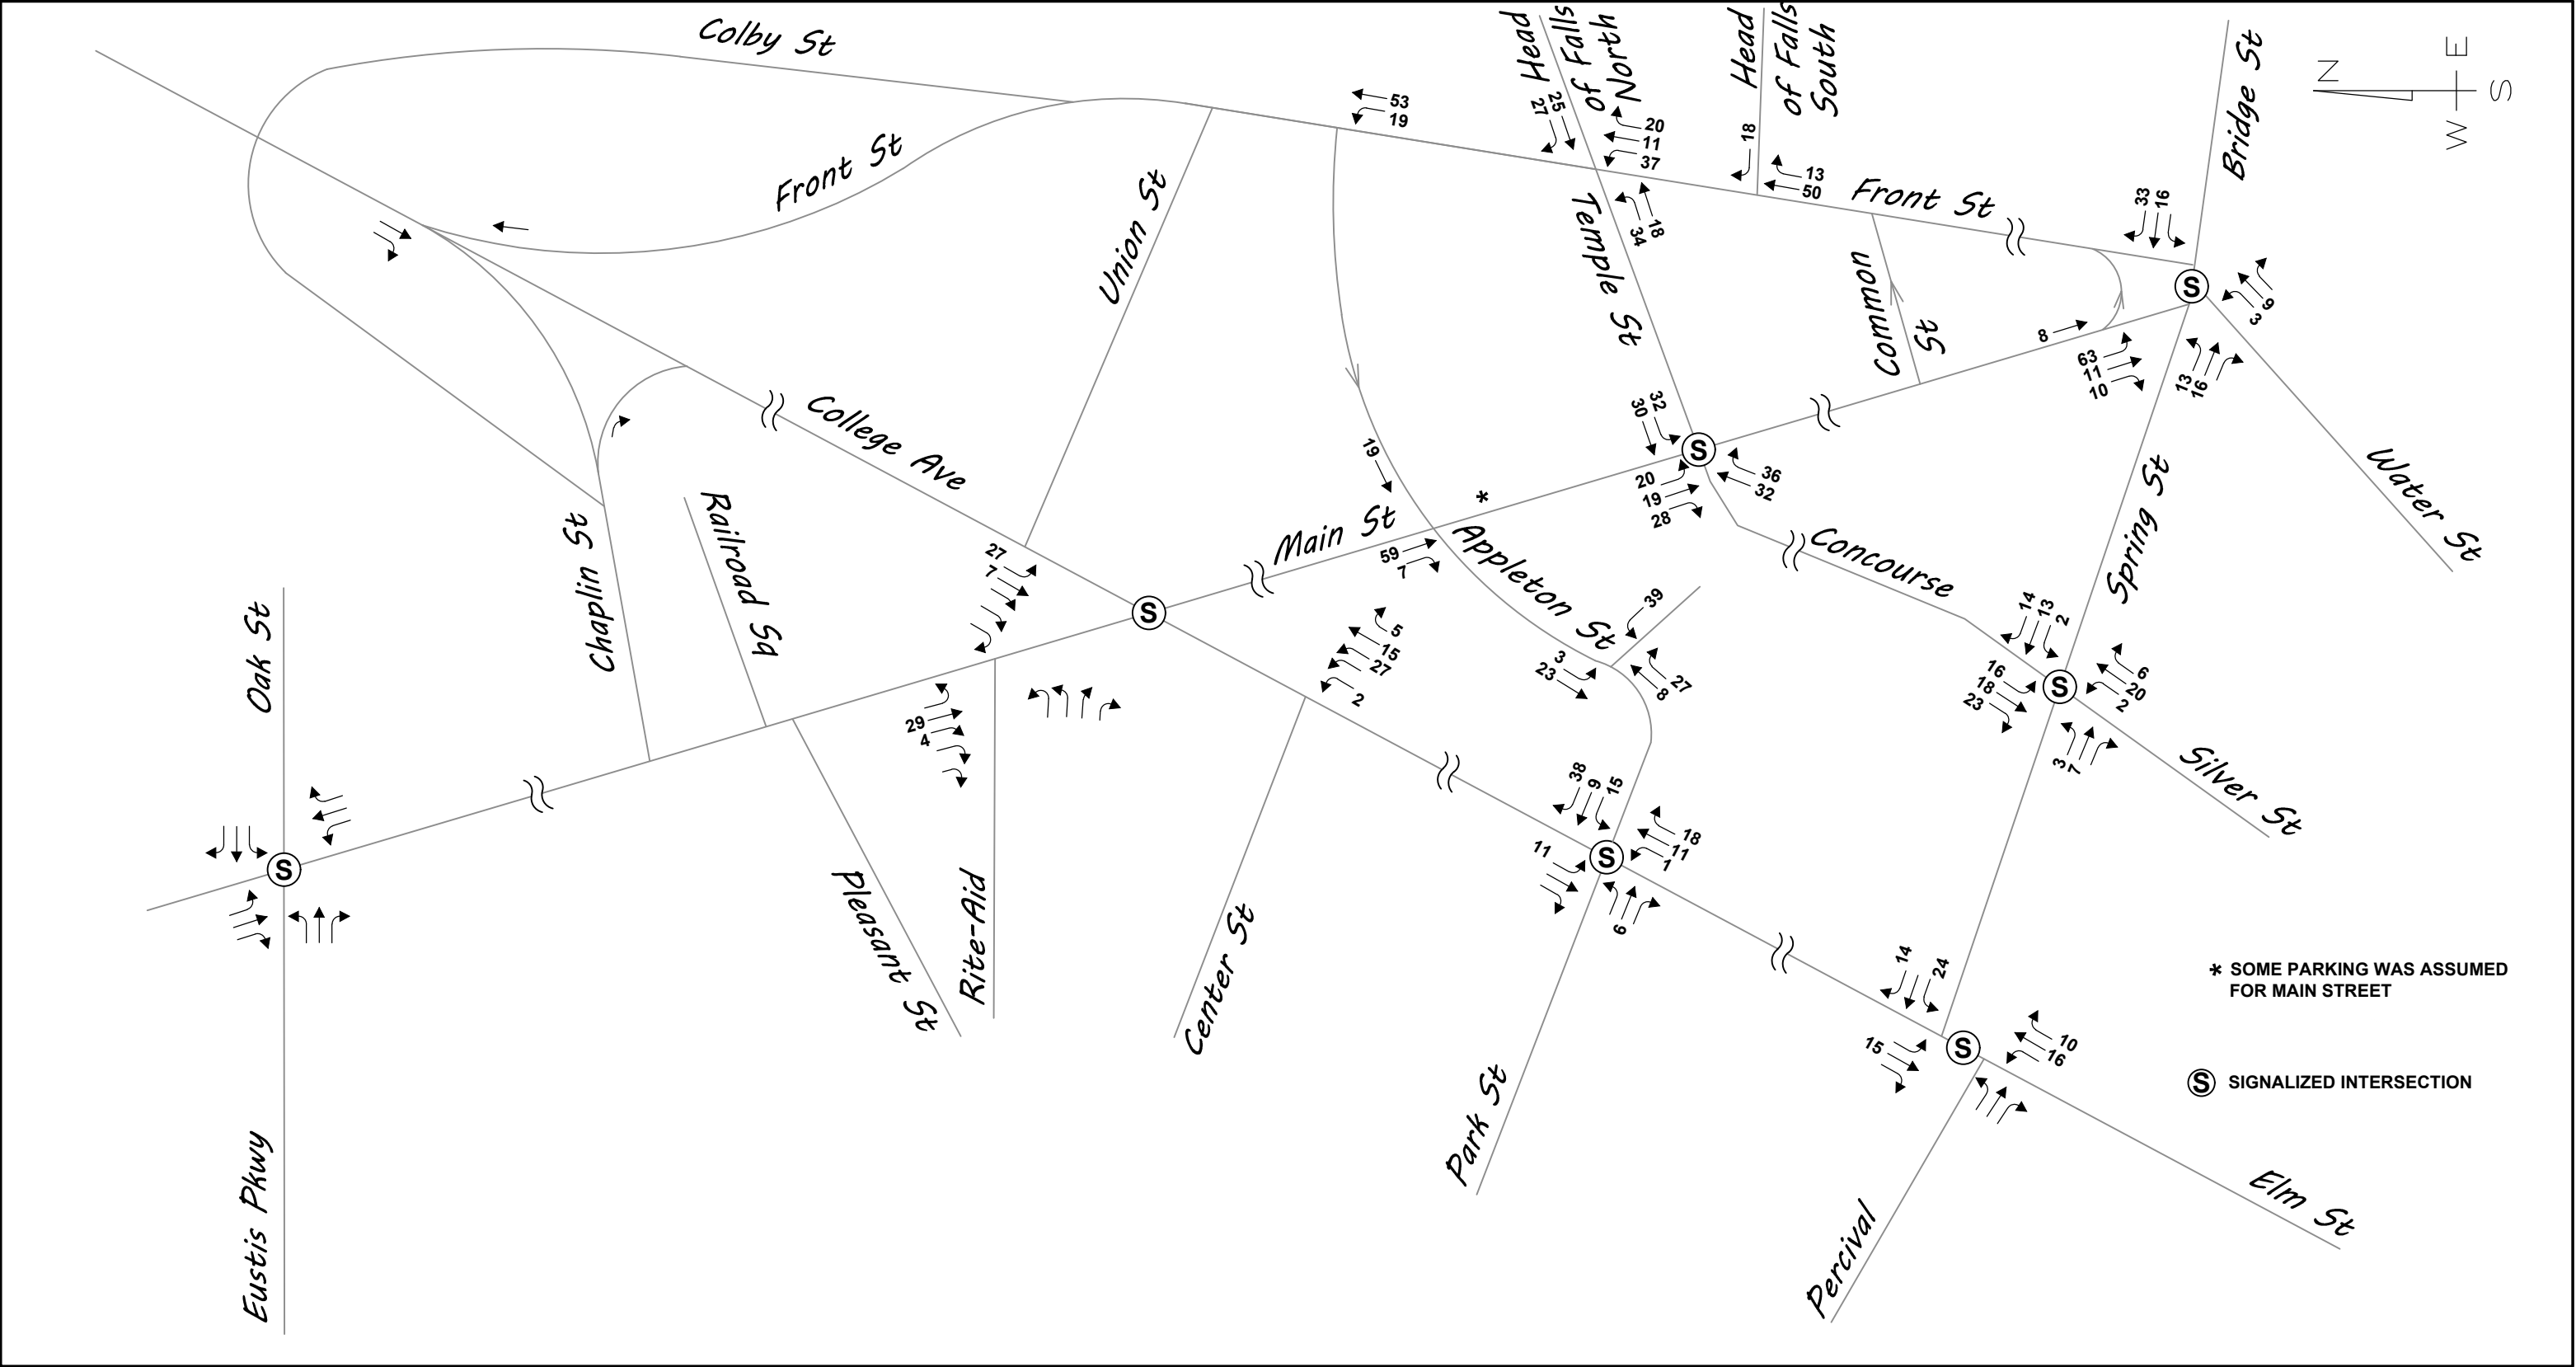 Colby St
Head
of Falls
North
Head
of Falls
South
Bridge St
N
E
W
S
53
19
25
27
20
11
37
18
13
50
Front St
Front St
18
34
33
16
Union St
Temple St
Common
St
9
3
8
63
11
10
13
16
College Ave
32
30
19
20
19
28
36
32
*
Water St
Spring St
Railroad Sq
Chaplin St
27
7
Main St
59
7
Appleton St
Concourse
Oak St
39
14
13
2
3
23
27
8
16
18
23
6
20
2
5
15
27
2
29
4
3
7
Silver St
38
9
15
11
18
11
1
6
Pleasant St
Rite-Aid
Center St
14
24
15
10
16
* SOME PARKING WAS ASSUMED
FOR MAIN STREET
S SIGNALIZED INTERSECTION
S
S
S
S
S
S
S
Park St
Eustis Pkwy
Percival
Elm St